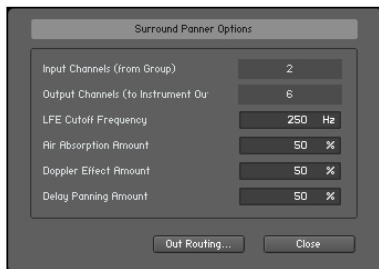 Surround Panner Options
Input Channels (from Group) 2
Output Channels (to Instrument Ou 6
LFE Cutoff Frequency 250 Hz
Air Absorption Amount 50 %
Doppler Effect Amount 50 %
Delay Panning Amount 50 %
Out Routing... Close